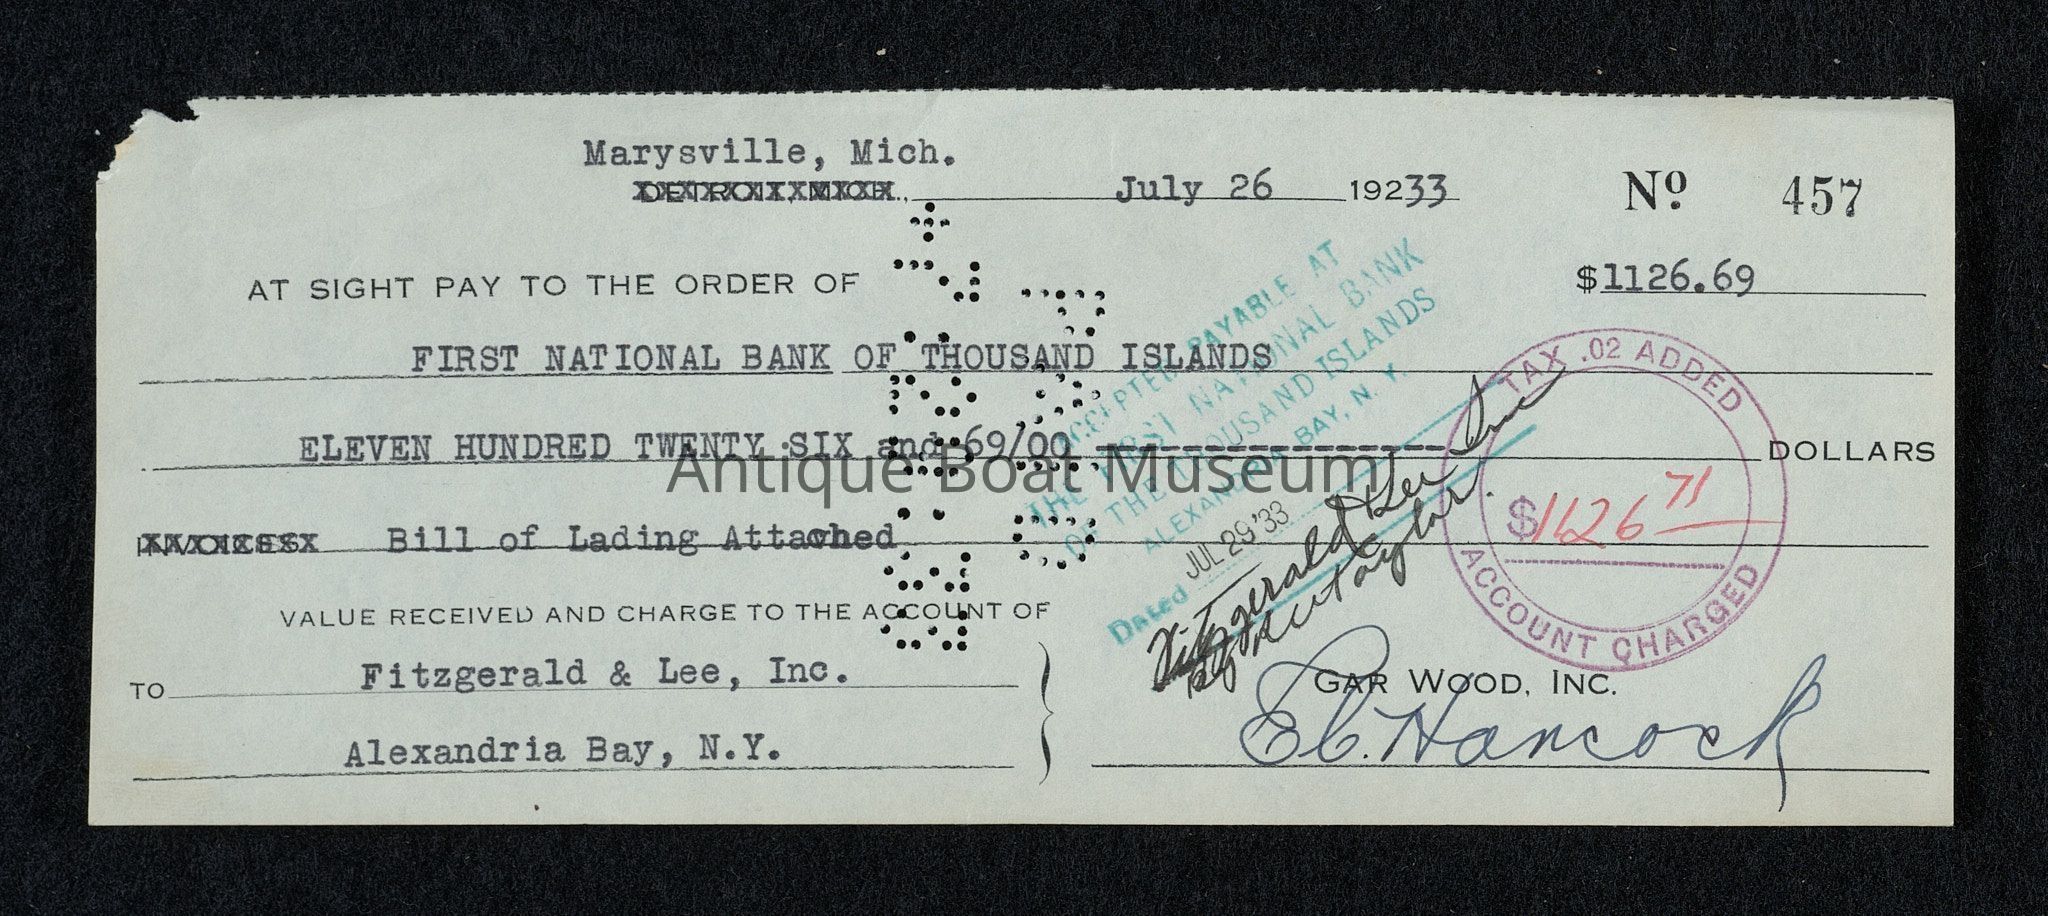 Marysville, Mich.
DETROIT, MICH., July 26 19233 Nº 457
AT SIGHT PAY TO THE ORDER OF $1126.69
FIRST NATIONAL BANK OF THOUSAND ISLANDS
ELEVEN HUNDRED TWENTY SIX and 69/00 -------------------- DOLLARS
Bill of Lading Attached
VALUE RECEIVED AND CHARGE TO THE ACCOUNT OF
TO Fitzgerald & Lee, Inc.
Alexandria Bay, N.Y.
GAR WOOD, INC.
E C. Hancock
ACCEPTED PAYABLE AT
THE FIRST NATIONAL BANK
OF THE THOUSAND ISLANDS
ALEXANDRIA BAY, N. Y.
Dated JUL 29 '33
Fitzgerald & Lee Inc
By Taylor.
TAX .02 ADDED
$1126 71
ACCOUNT CHARGED
Antique Boat Museum